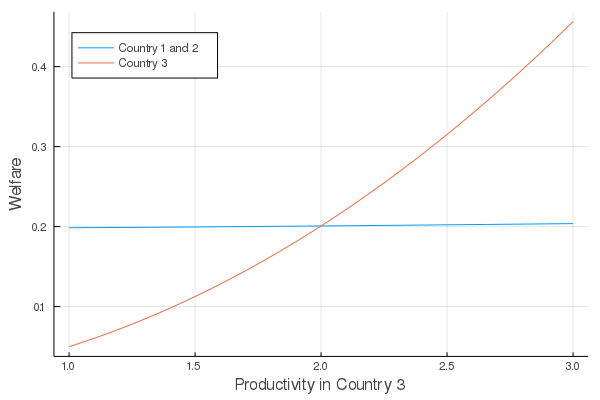 Country 1 and 2
Country 3
Welfare
0.4
0.3
0.2
0.1
1.0 1.5 2.0 2.5 3.0
Productivity in Country 3